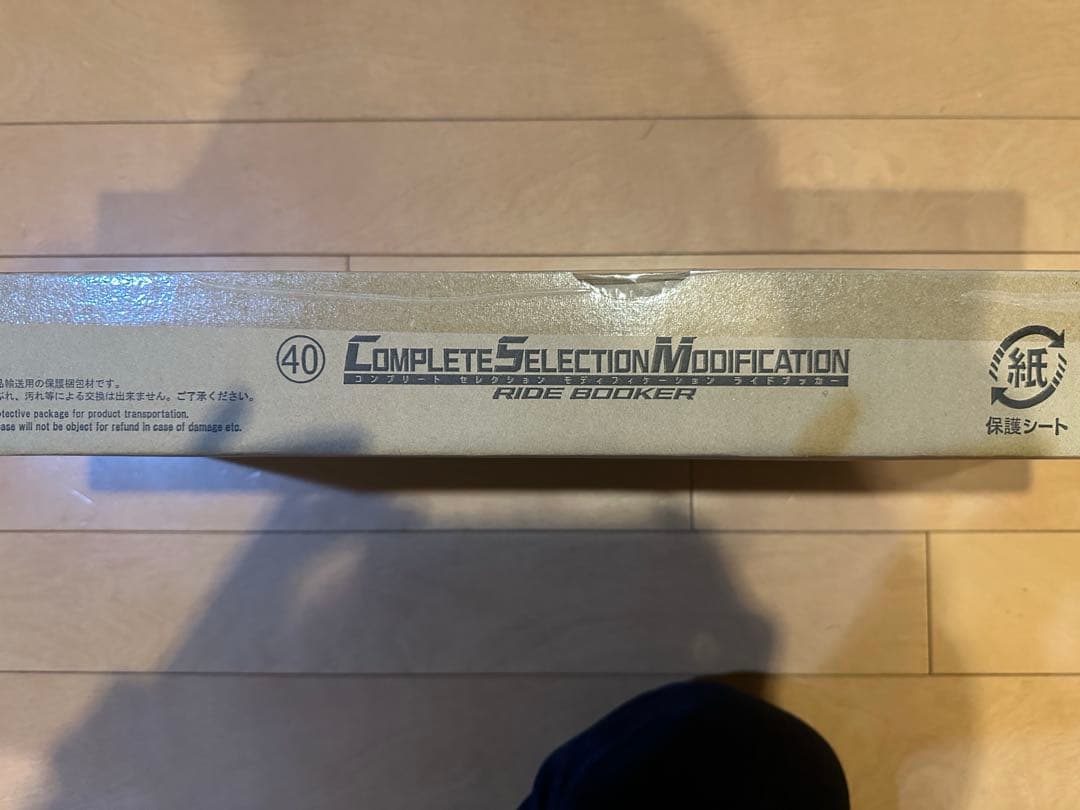 ㊵
COMPLETE SELECTION MODIFICATION
コンプリート セレクション モディフィケーション ライドブッカー
RIDE BOOKER
品輸送用の保護梱包材です。
ぶれ、汚れ等による交換は出来ません。ご了承ください。
otective package for product transportation.
ase will not be object for refund in case of damage etc.
紙
保護シート